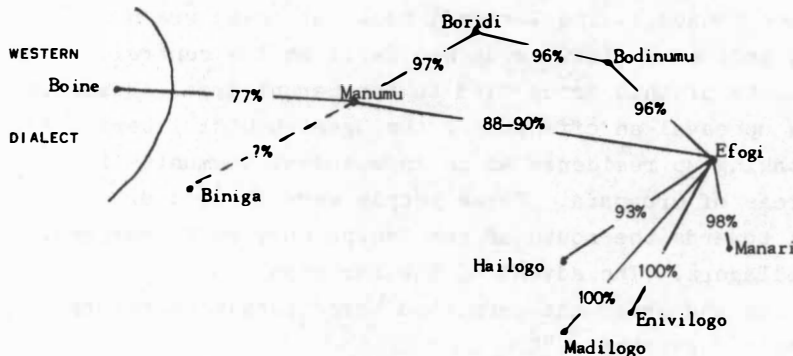 Boridi
WESTERN
97%
96%
Bodinumu
Boine
77%
Manumu
96%
DIALECT
88-90%
Efogi
?%
Biniga
93%
98%
Manari
Hailogo
100%
100%
Enivilogo
Madilogo